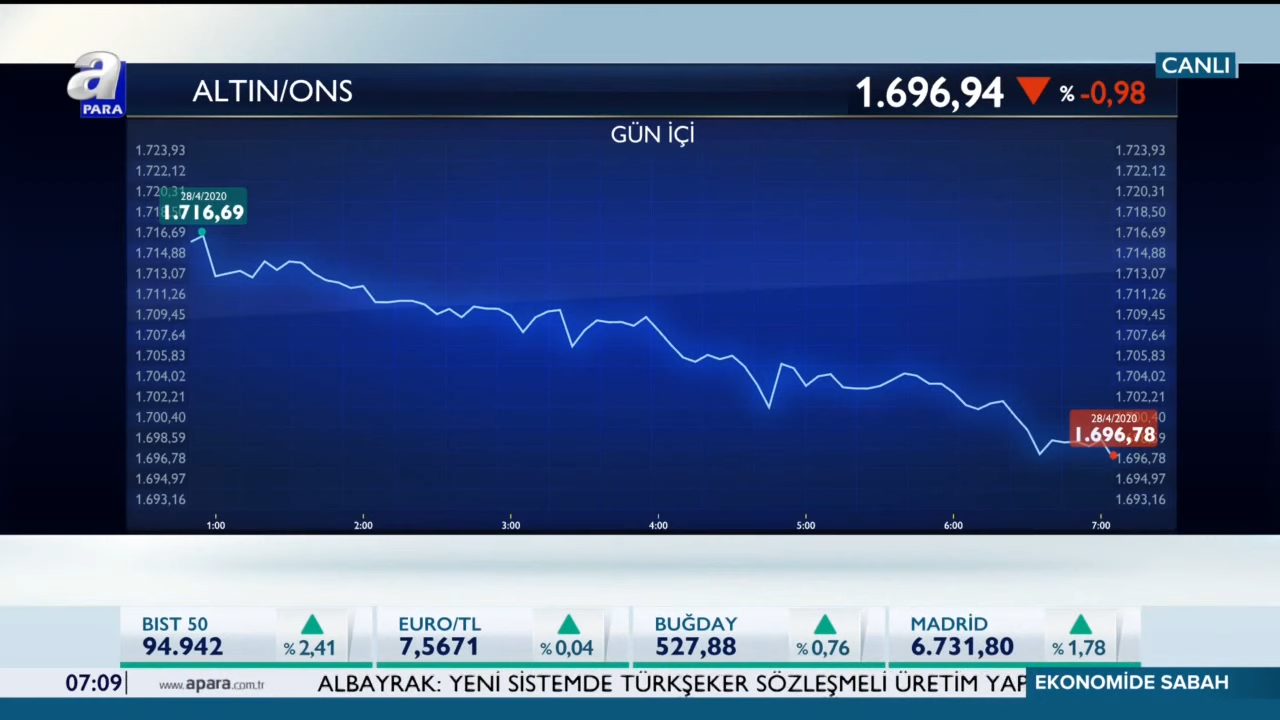 CANLI
a
PARA
ALTIN/ONS
1.696,94 % -0,98
GÜN İÇİ
1.723,93 1.723,93
1.722,12 1.722,12
1.720,31 1.720,31
28/4/2020
1.716,69
1.718,50
1.716,69 1.716,69
1.714,88 1.714,88
1.713,07 1.713,07
1.711,26 1.711,26
1.709,45 1.709,45
1.707,64 1.707,64
1.705,83 1.705,83
1.704,02 1.704,02
1.702,21 1.702,21
1.700,40
28/4/2020
1.696,78
1.698,59
1.696,78 1.696,78
1.694,97 1.694,97
1.693,16 1.693,16
1:00 2:00 3:00 4:00 5:00 6:00 7:00
BIST 50
94.942 % 2,41
EURO/TL
7,5671 % 0,04
BUĞDAY
527,88 % 0,76
MADRİD
6.731,80 % 1,78
07:09 www.apara.com.tr ALBAYRAK: YENİ SİSTEMDE TÜRKŞEKER SÖZLEŞMELİ ÜRETİM YAP
EKONOMİDE SABAH